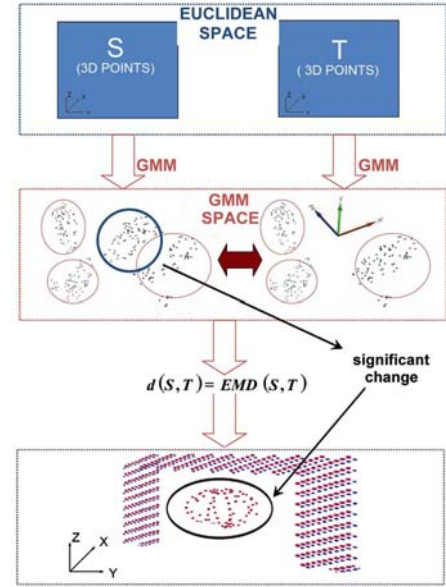 EUCLIDEAN
SPACE
S
(3D POINTS)
Z
X
Y
T
( 3D POINTS)
Z
X
Y
GMM
GMM
GMM
SPACE
significant
change
d(S,T)= EMD (S,T)
Z
X
Y